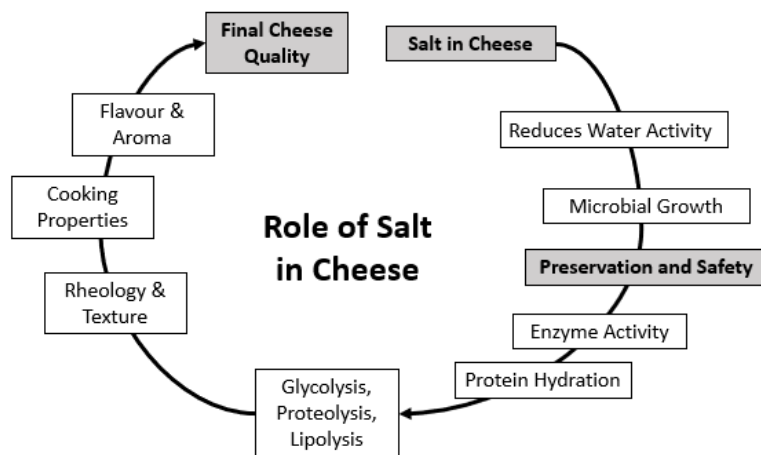 Final Cheese
Quality
Salt in Cheese
Flavour &
Aroma
Reduces Water Activity
Cooking
Properties
Microbial Growth
Role of Salt
in Cheese
Preservation and Safety
Rheology &
Texture
Enzyme Activity
Protein Hydration
Glycolysis,
Proteolysis,
Lipolysis